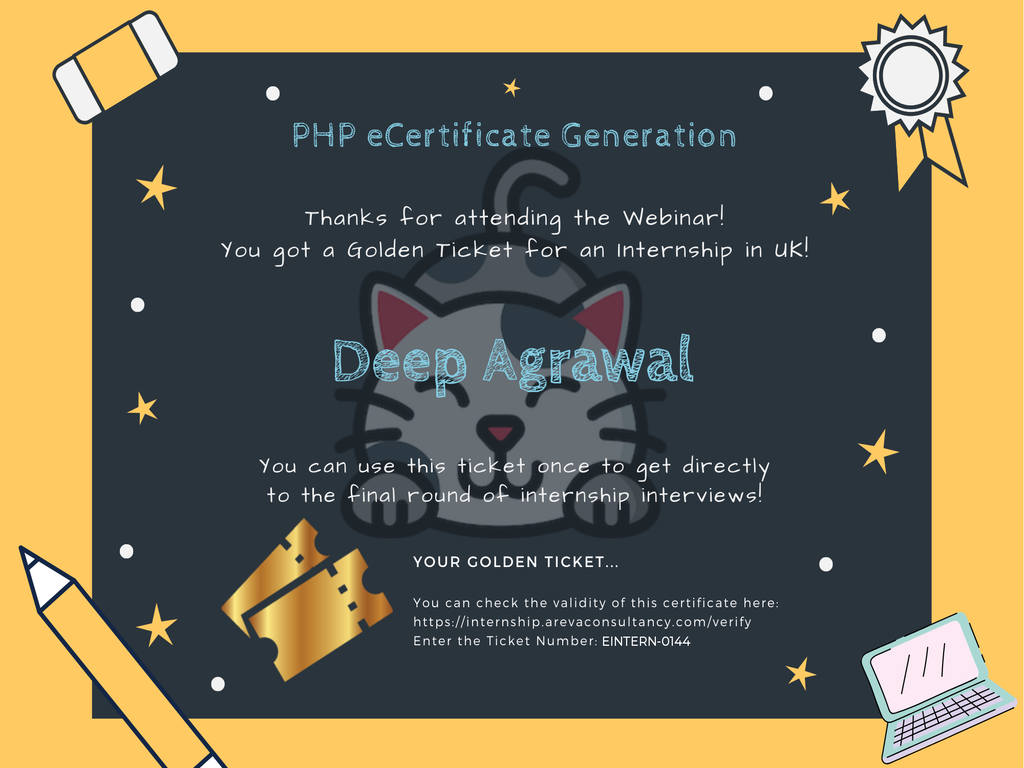 PHP eCertificate Generation
Thanks for attending the Webinar!
You got a Golden Ticket for an Internship in UK!
Deep Agrawal
You can use this ticket once to get directly
to the final round of internship interviews!
YOUR GOLDEN TICKET...
You can check the validity of this certificate here:
https://internship.arevaconsultancy.com/verify
Enter the Ticket Number: EINTERN-0144